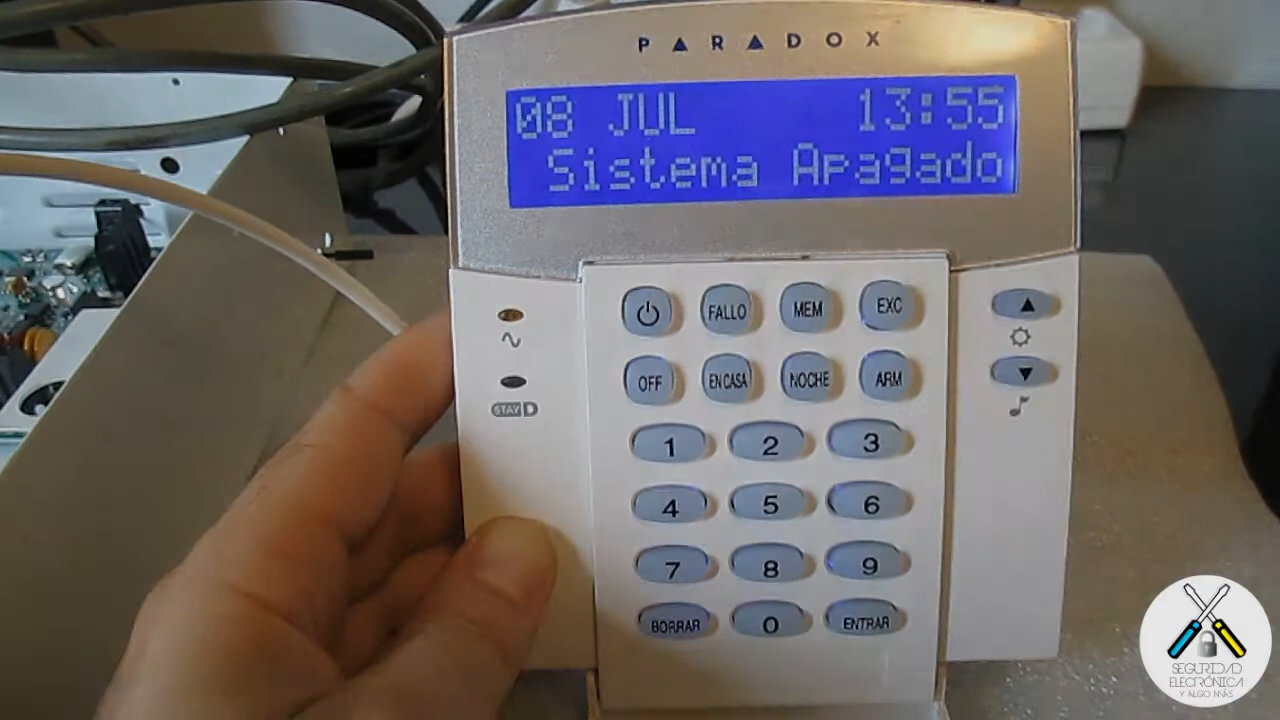 PARADOX
08 JUL 13:55
Sistema Apagado
FALLO MEM EXC
OFF EN CASA NOCHE ARM
STAY D
1 2 3
4 5 6
7 8 9
BORRAR 0 ENTRAR
SEGURIDAD
ELECTRÓNICA
Y ALGO MÁS